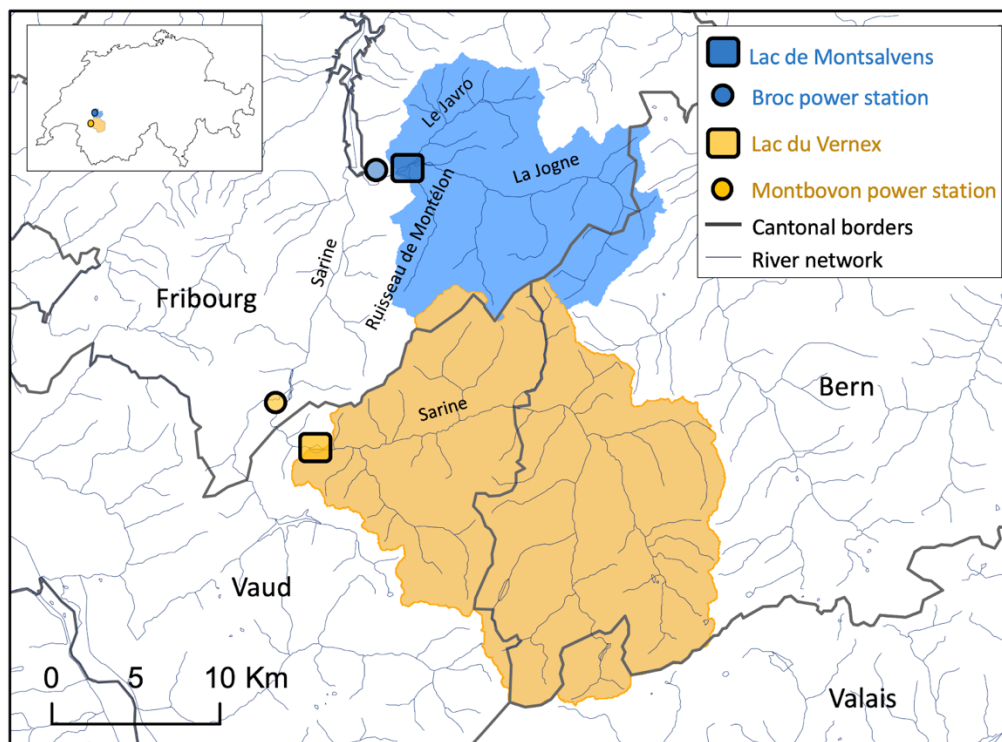 Lac de Montsalvens
Broc power station
Lac du Vernex
Montbovon power station
Cantonal borders
River network
Le Javro
La Jogne
Ruisseau de Montélon
Sarine
Fribourg
Sarine
Bern
Vaud
Valais
0 5 10 Km